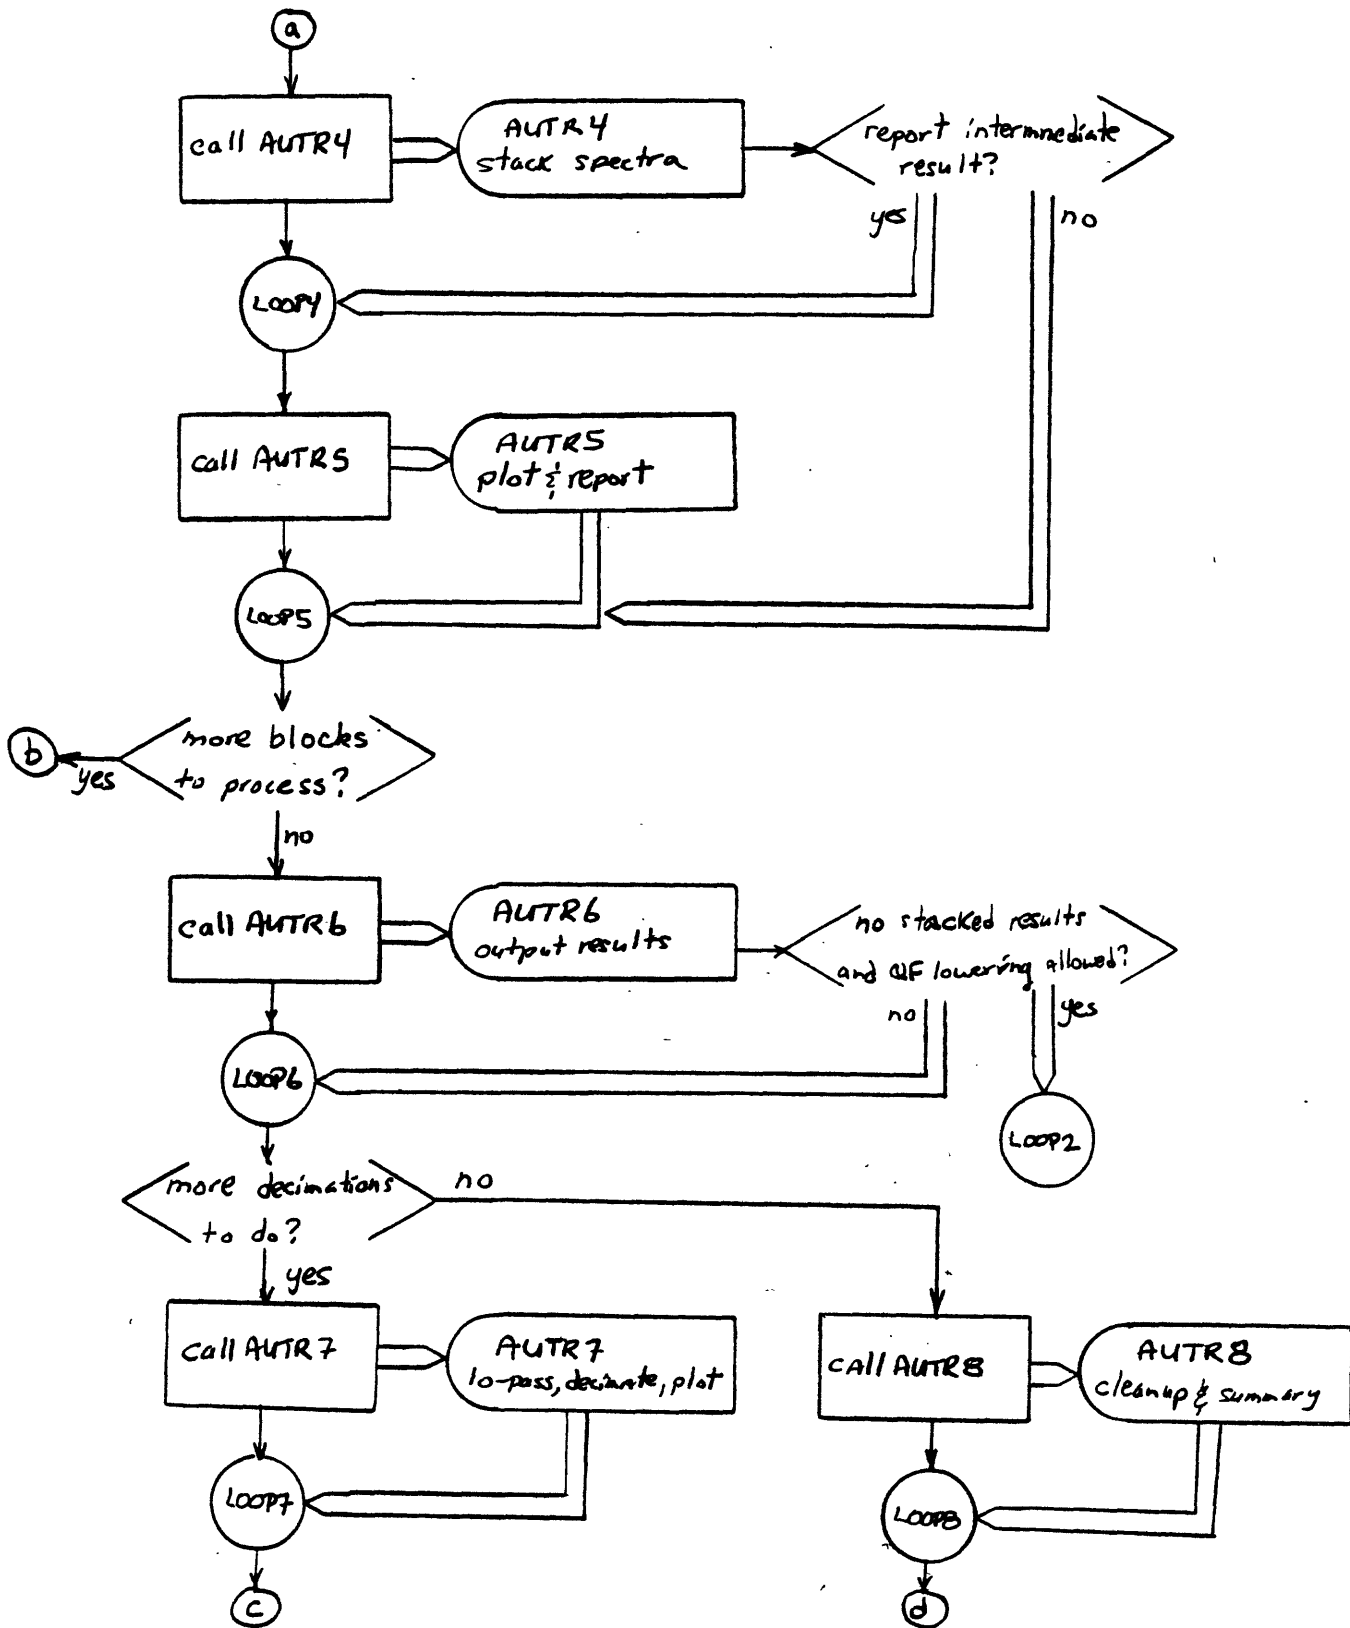 a
call AUTR4
AUTR4
stack spectra
report intermnediate
result?
yes
no
LOOP4
call AUTR5
AUTR5
plot & report
LOOP5
more blocks
to process?
b
yes
no
call AUTR6
AUTR6
output results
no stacked results
and QF lowering allowed?
no
yes
LOOP6
LOOP2
more decimations
to do?
no
yes
call AUTR7
AUTR7
lo-pass, decimate, plot
call AUTR8
AUTR8
cleanup & summary
LOOP7
LOOP8
c
d